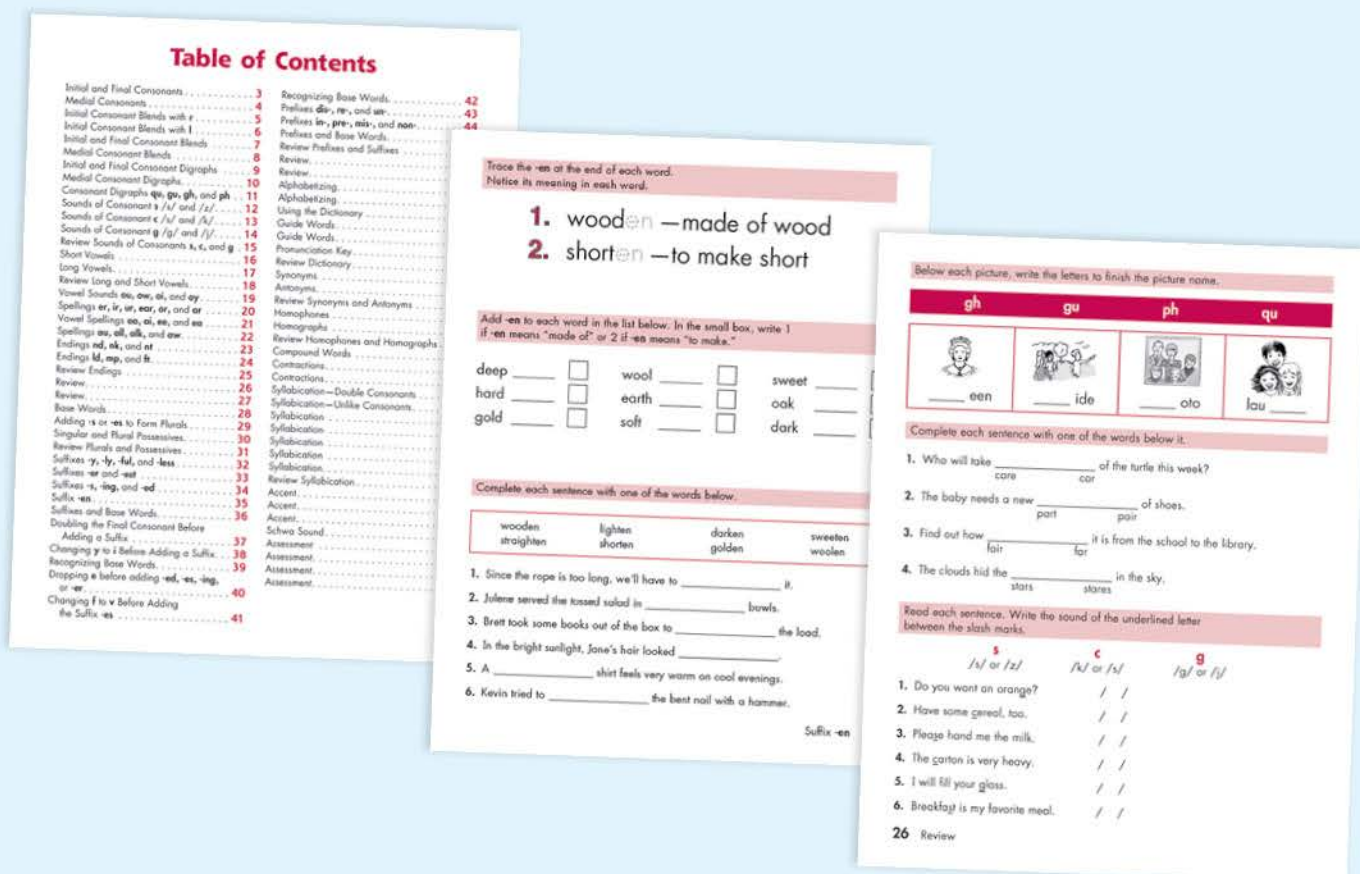 Table of Contents
Initial and Final Consonants . . . . . . . . . . . . 3
Medial Consonants . . . . . . . . . . . . 4
Initial Consonant Blends with r . . . . . . . . . . . . 5
Initial Consonant Blends with l . . . . . . . . . . . . 6
Initial and Final Consonant Blends . . . . . . . . 7
Medial Consonant Blends . . . . . . . . . . . . 8
Initial and Final Consonant Digraphs . . . . . 9
Medial Consonant Digraphs . . . . . . . . . . . . 10
Consonant Digraphs qu, gu, gh, and ph . . 11
Sounds of Consonant s /s/ and /z/ . . . . . 12
Sounds of Consonant c /s/ and /k/ . . . . . 13
Sounds of Consonant g /g/ and /j/ . . . . . 14
Review Sounds of Consonants s, c, and g . 15
Short Vowels . . . . . . . . . . . . 16
Long Vowels . . . . . . . . . . . . 17
Review Long and Short Vowels . . . . . . . . 18
Vowel Sounds ou, ow, oi, and oy . . . . . 19
Spellings er, ir, ur, ear, or, and ar . . . . . 20
Vowel Spellings oa, ai, ee, and ea . . . . . 21
Spellings au, all, alk, and aw . . . . . . . . 22
Endings nd, nk, and nt . . . . . . . . . . . . 23
Endings ld, mp, and ft . . . . . . . . . . . . 24
Review Endings . . . . . . . . . . . . 25
Review . . . . . . . . . . . . 26
Review . . . . . . . . . . . . 27
Base Words . . . . . . . . . . . . 28
Adding -s or -es to Form Plurals . . . . . . . . 29
Singular and Plural Possessives . . . . . . . . 30
Review Plurals and Possessives . . . . . . . . 31
Suffixes -y, -ly, -ful, and -less . . . . . . . . 32
Suffixes -er and -est . . . . . . . . . . . . 33
Suffixes -s, -ing, and -ed . . . . . . . . . . . . 34
Suffix -en . . . . . . . . . . . . 35
Suffixes and Base Words . . . . . . . . . . . . 36
Doubling the Final Consonant Before
Adding a Suffix . . . . . . . . . . . . 37
Changing y to i Before Adding a Suffix . . 38
Recognizing Base Words . . . . . . . . . . . . 39
Dropping e before adding -ed, -es, -ing,
or -er . . . . . . . . . . . . 40
Changing f to v Before Adding
the Suffix -es . . . . . . . . . . . . 41
Recognizing Base Words . . . . . . . . . . . . 42
Prefixes dis-, re-, and un- . . . . . . . . . . . . 43
Prefixes in-, pre-, mis-, and non- . . . . . . . . 44
Prefixes and Base Words
Review Prefixes and Suffixes
Review
Review
Alphabetizing
Alphabetizing
Using the Dictionary
Guide Words
Guide Words
Pronunciation Key
Review Dictionary
Synonyms
Antonyms
Review Synonyms and Antonyms
Homophones
Homographs
Review Homophones and Homographs
Compound Words
Contractions
Contractions
Syllabication—Double Consonants
Syllabication—Unlike Consonants
Syllabication
Syllabication
Syllabication
Syllabication
Syllabication
Review Syllabication
Accent
Accent
Accent
Schwa Sound
Assessment
Assessment
Assessment
Assessment
Trace the -en at the end of each word.
Notice its meaning in each word.
1. wooden —made of wood
2. shorten —to make short
Add -en to each word in the list below. In the small box, write 1
if -en means "made of" or 2 if -en means "to make."
deep _____ wool _____ sweet _____
hard _____ earth _____ oak _____
gold _____ soft _____ dark _____
Complete each sentence with one of the words below.
wooden lighten darken sweeten
straighten shorten golden woolen
1. Since the rope is too long, we'll have to __________ it.
2. Jolene served the tossed salad in __________ bowls.
3. Brett took some books out of the box to __________ the load.
4. In the bright sunlight, Jane's hair looked __________.
5. A __________ shirt feels very warm on cool evenings.
6. Kevin tried to __________ the bent nail with a hammer.
Suffix -en
Below each picture, write the letters to finish the picture name.
gh gu ph qu
_____ een _____ ide _____ oto lau _____
Complete each sentence with one of the words below it.
1. Who will take __________ of the turtle this week?
care car
2. The baby needs a new __________ of shoes.
part pair
3. Find out how __________ it is from the school to the library.
fair far
4. The clouds hid the __________ in the sky.
stars stares
Read each sentence. Write the sound of the underlined letter
between the slash marks.
s c g
/s/ or /z/ /k/ or /s/ /g/ or /j/
1. Do you want an orange? / /
2. Have some cereal, too. / /
3. Please hand me the milk. / /
4. The carton is very heavy. / /
5. I will fill your glass. / /
6. Breakfast is my favorite meal. / /
26 Review